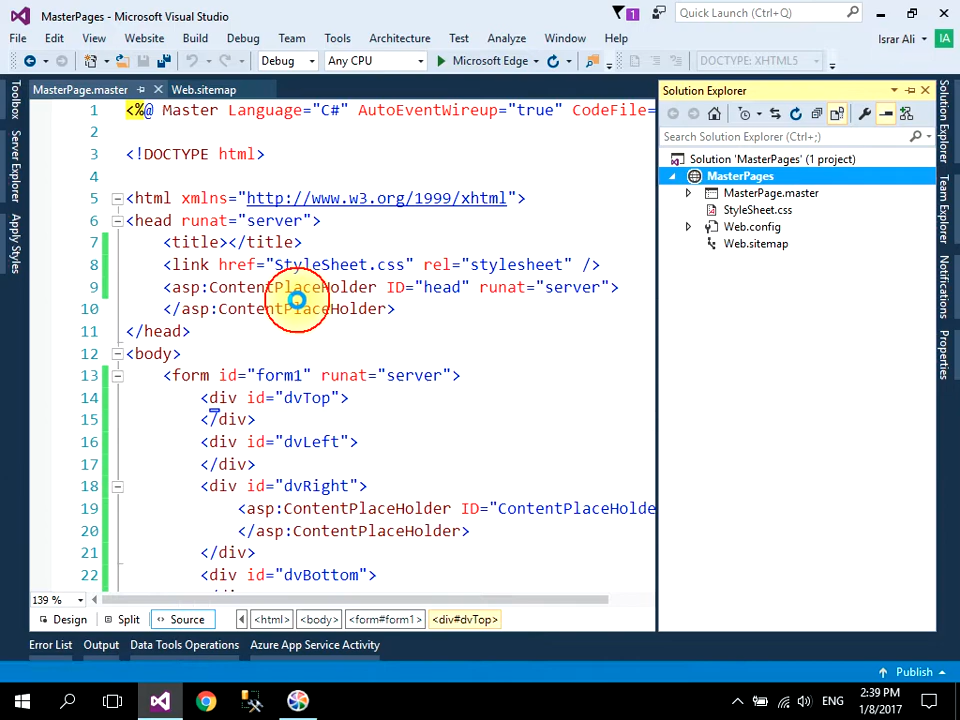 MasterPages - Microsoft Visual Studio
1
Quick Launch (Ctrl+Q)
File Edit View Website Build Debug Team Tools Architecture Test Analyze Window Help
Israr Ali IA
Debug Any CPU Microsoft Edge DOCTYPE: XHTML5
Toolbox
Server Explorer
Apply Styles
MasterPage.master Web.sitemap
1 <%@ Master Language="C#" AutoEventWireup="true" CodeFile=
2
3 <!DOCTYPE html>
4
5 <html xmlns="http://www.w3.org/1999/xhtml">
6 <head runat="server">
7 <title></title>
8 <link href="StyleSheet.css" rel="stylesheet" />
9 <asp:ContentPlaceHolder ID="head" runat="server">
10 </asp:ContentPlaceHolder>
11 </head>
12 <body>
13 <form id="form1" runat="server">
14 <div id="dvTop">
15 </div>
16 <div id="dvLeft">
17 </div>
18 <div id="dvRight">
19 <asp:ContentPlaceHolder ID="ContentPlaceHolde
20 </asp:ContentPlaceHolder>
21 </div>
22 <div id="dvBottom">
139 %
Design Split Source <html> <body> <form#form1> <div#dvTop>
Solution Explorer
Search Solution Explorer (Ctrl+;)
Solution 'MasterPages' (1 project)
MasterPages
MasterPage.master
StyleSheet.css
Web.config
Web.sitemap
Solution Explorer
Team Explorer
Notifications
Properties
Error List Output Data Tools Operations Azure App Service Activity
Publish
ENG
2:39 PM
1/8/2017